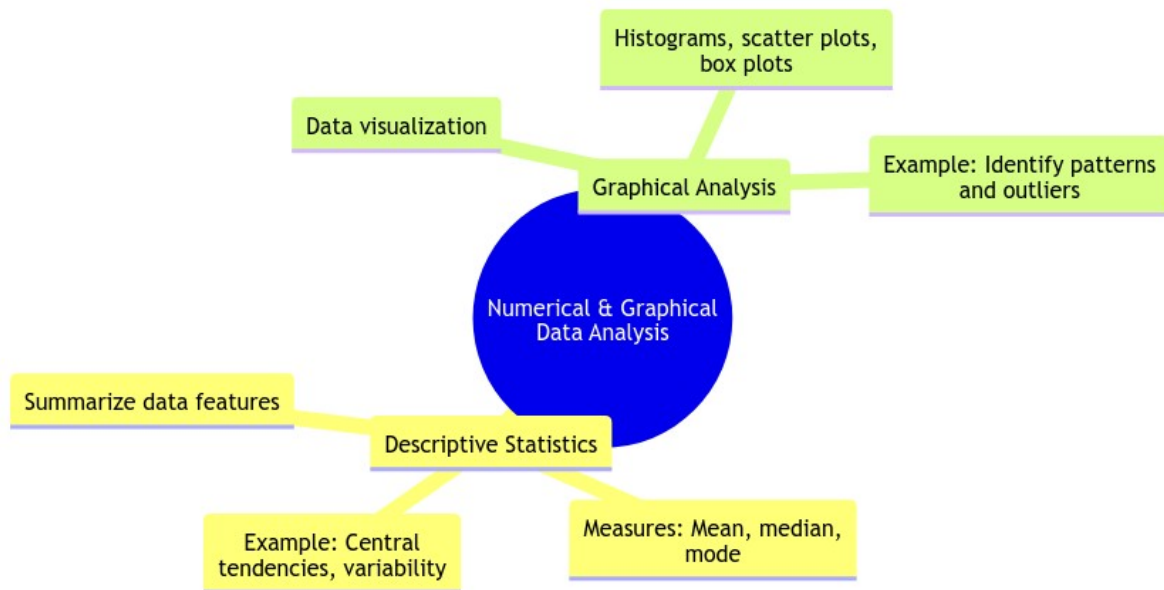 Histograms, scatter plots,
box plots
Data visualization
Graphical Analysis
Example: Identify patterns
and outliers
Numerical & Graphical
Data Analysis
Summarize data features
Descriptive Statistics
Example: Central
tendencies, variability
Measures: Mean, median,
mode